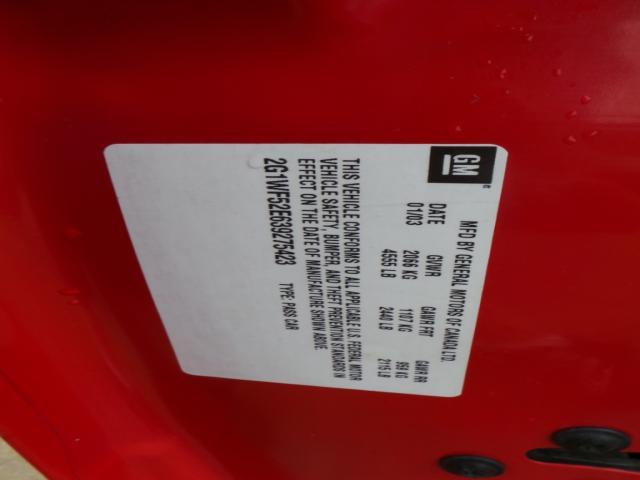 GM
MFD BY GENERAL MOTORS OF CANADA LTD.
DATE GVWR GAWR FRT GAWR RR
01/03 2066 KG 1107 KG 959 KG
4555 LB 2440 LB 2115 LB
THIS VEHICLE CONFORMS TO ALL APPLICABLE U.S. FEDERAL MOTOR
VEHICLE SAFETY, BUMPER, AND THEFT PREVENTION STANDARDS IN
EFFECT ON THE DATE OF MANUFACTURE SHOWN ABOVE.
2G1WF52E639275423 TYPE: PASS CAR